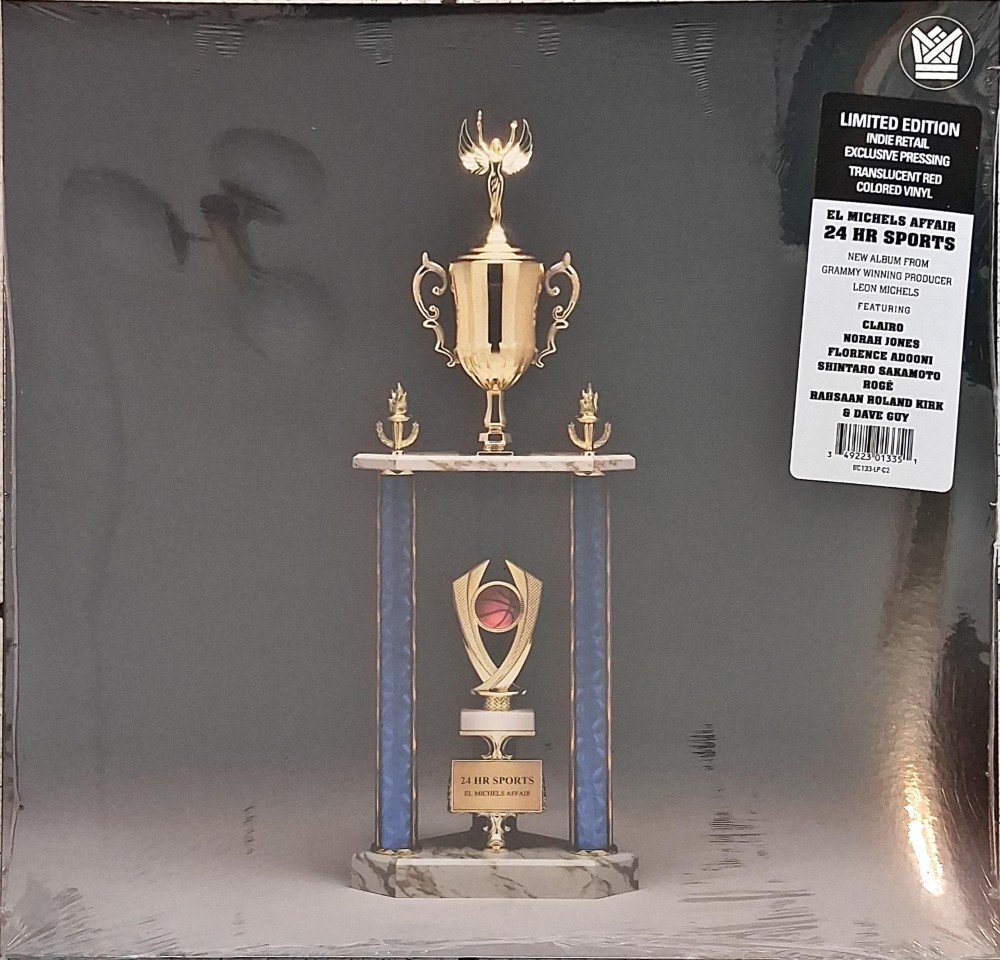 LIMITED EDITION
INDIE RETAIL
EXCLUSIVE PRESSING
TRANSLUCENT RED
COLORED VINYL
EL MICHELS AFFAIR
24 HR SPORTS
NEW ALBUM FROM
GRAMMY WINNING PRODUCER
LEON MICHELS
FEATURING
CLAIRO
NORAH JONES
FLORENCE ADOONI
SHINTARO SAKAMOTO
ROGÊ
RAHSAAN ROLAND KIRK
& DAVE GUY
3 49223 01335 1
BC133-LP-C2
24 HR SPORTS
EL MICHELS AFFAIR